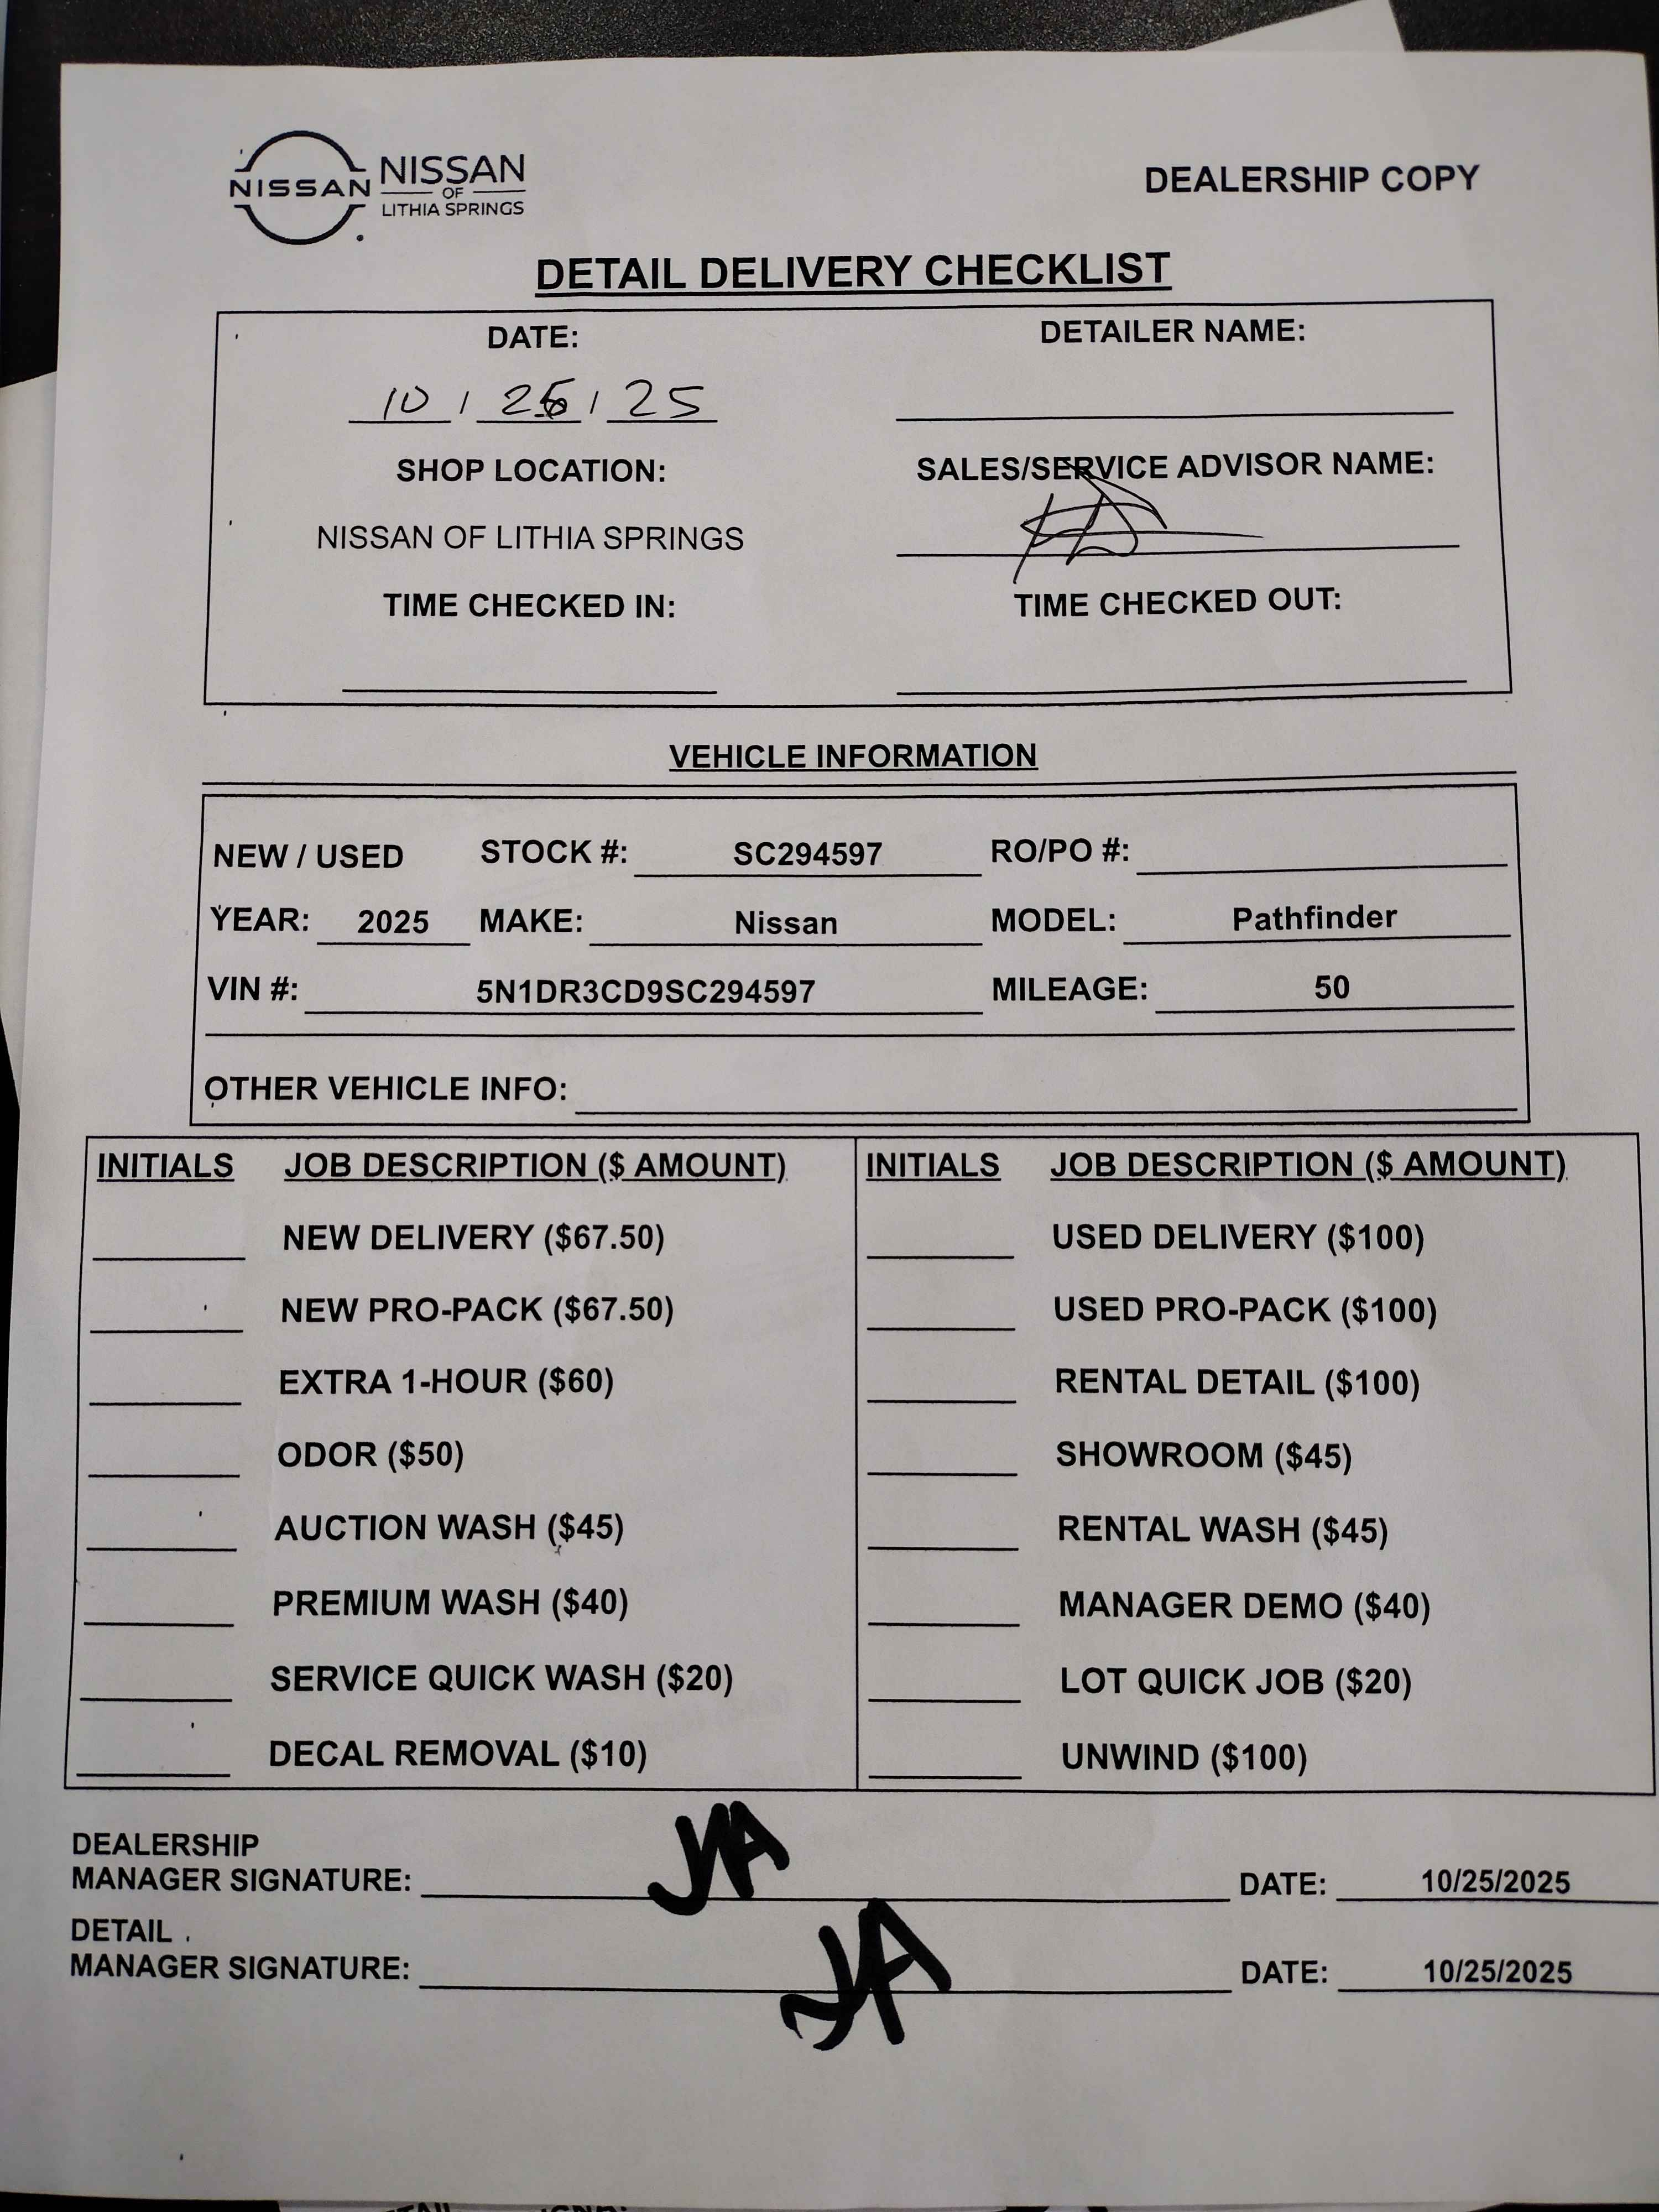 NISSAN
NISSAN
OF
LITHIA SPRINGS
DEALERSHIP COPY
DETAIL DELIVERY CHECKLIST
DATE: DETAILER NAME:
10 / / 25
SHOP LOCATION: SALES/SERVICE ADVISOR NAME:
NISSAN OF LITHIA SPRINGS
TIME CHECKED IN: TIME CHECKED OUT:
VEHICLE INFORMATION
NEW / USED STOCK #: SC294597 RO/PO #:
YEAR: 2025 MAKE: Nissan MODEL: Pathfinder
VIN #: 5N1DR3CD9SC294597 MILEAGE: 50
OTHER VEHICLE INFO:
INITIALS JOB DESCRIPTION ($ AMOUNT) INITIALS JOB DESCRIPTION ($ AMOUNT)
NEW DELIVERY ($67.50) USED DELIVERY ($100)
NEW PRO-PACK ($67.50) USED PRO-PACK ($100)
EXTRA 1-HOUR ($60) RENTAL DETAIL ($100)
ODOR ($50) SHOWROOM ($45)
AUCTION WASH ($45) RENTAL WASH ($45)
PREMIUM WASH ($40) MANAGER DEMO ($40)
SERVICE QUICK WASH ($20) LOT QUICK JOB ($20)
DECAL REMOVAL ($10) UNWIND ($100)
DEALERSHIP
MANAGER SIGNATURE: DATE: 10/25/2025
DETAIL
MANAGER SIGNATURE: DATE: 10/25/2025